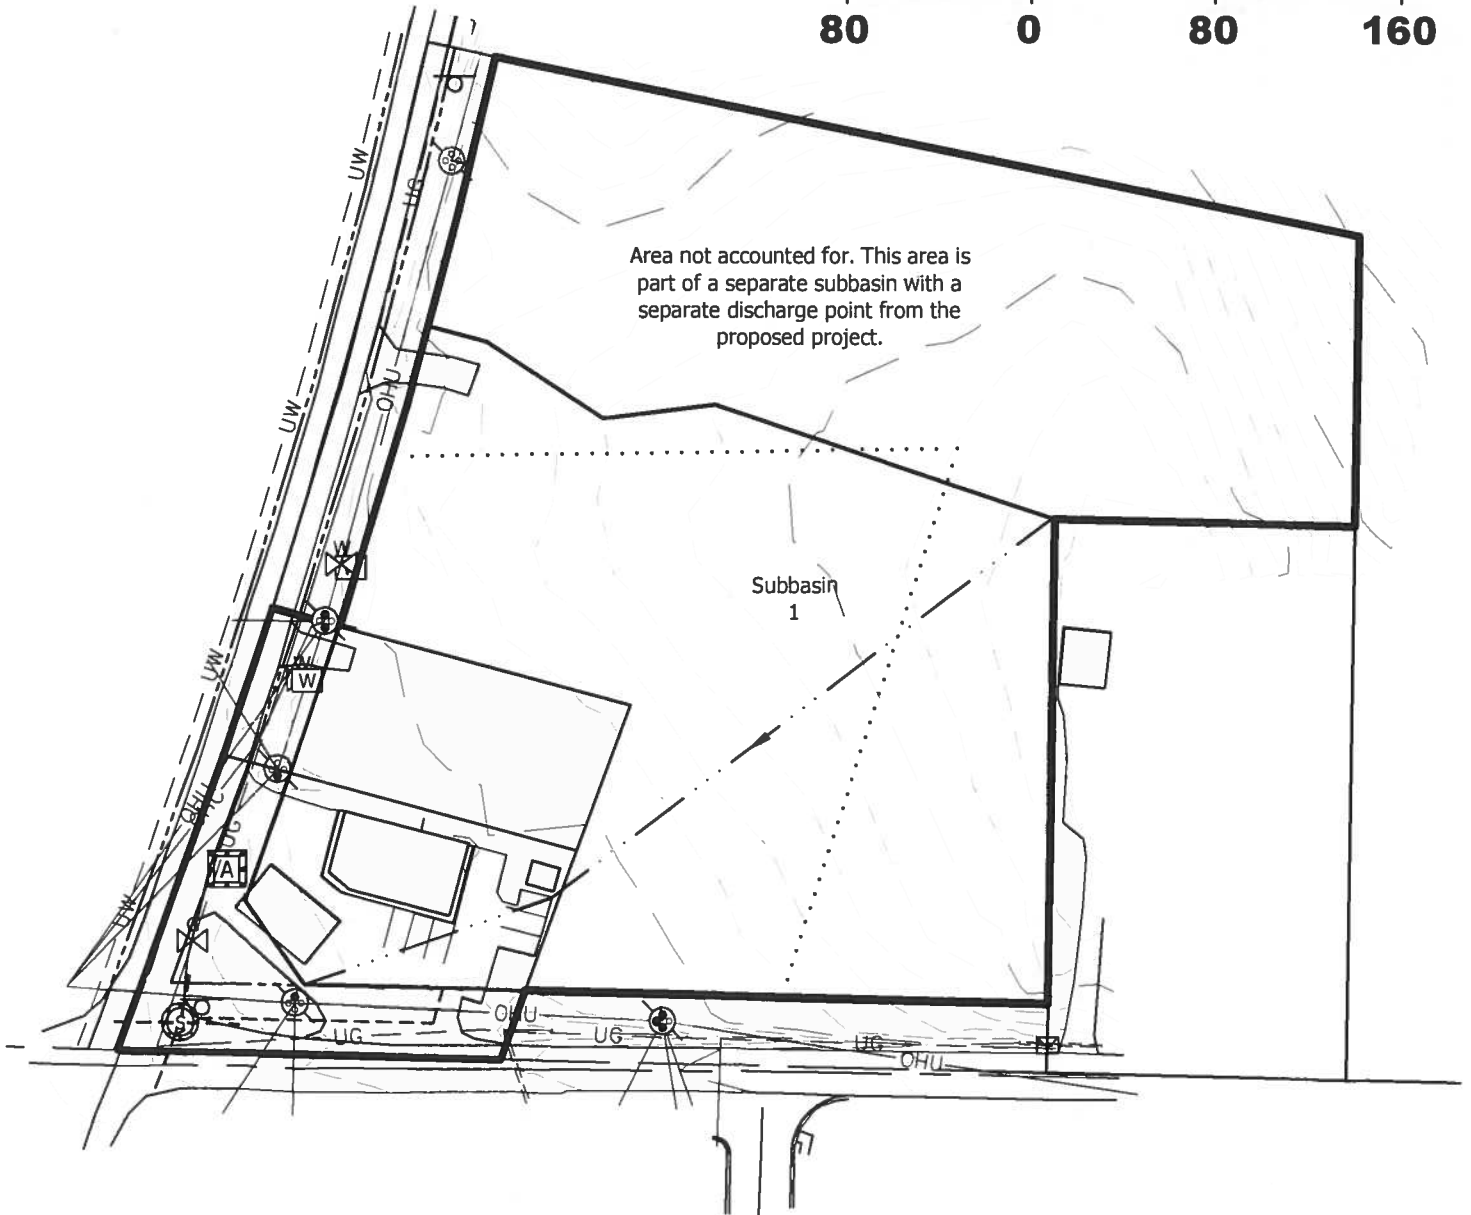 80 0 80 160
UW
UG
Area not accounted for. This area is
part of a separate subbasin with a
separate discharge point from the
proposed project.
OHU
UW
W
Subbasin
1
UW
W
W
OHU
UG
A
UW
G
S
OHU
UG
UG
UG
OHU